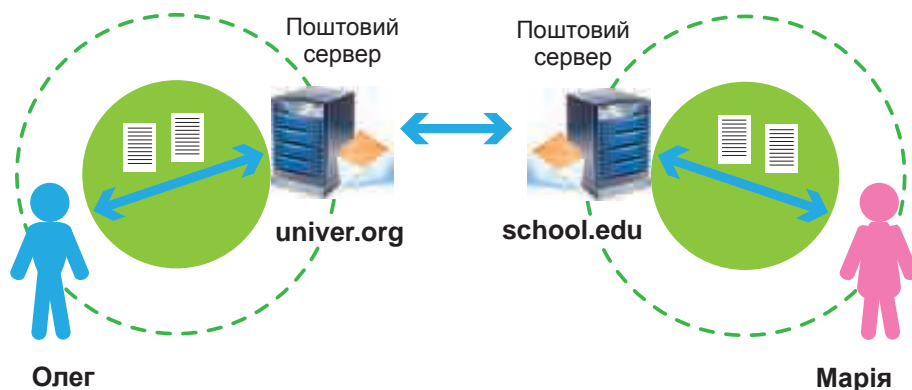 Поштовий
сервер
Поштовий
сервер
univer.org
school.edu
Олег
Марія